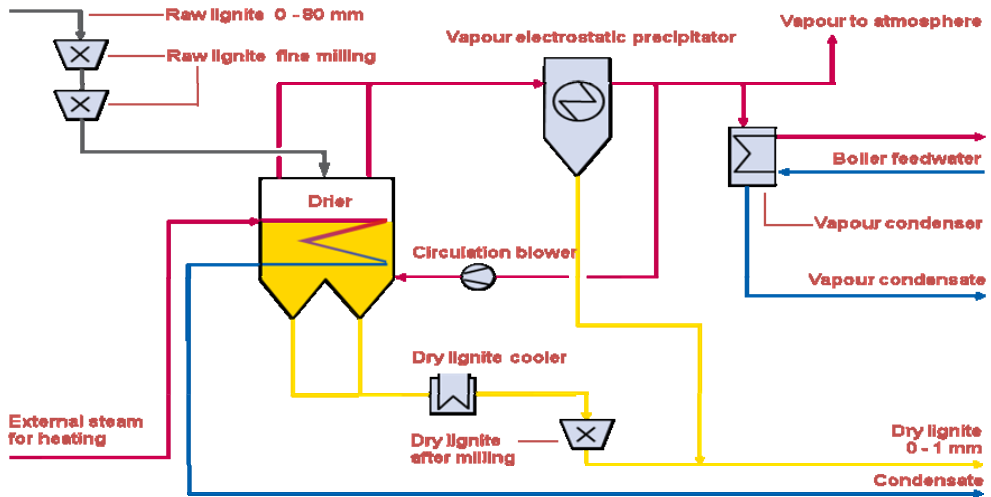 Raw lignite 0 - 80 mm
Vapour to atmosphere
Vapour electrostatic precipitator
Raw lignite fine milling
Boiler feedwater
Drier
Vapour condenser
Circulation blower
Vapour condensate
Dry lignite cooler
External steam
for heating
Dry lignite
after milling
Dry lignite
0 - 1 mm
Condensate